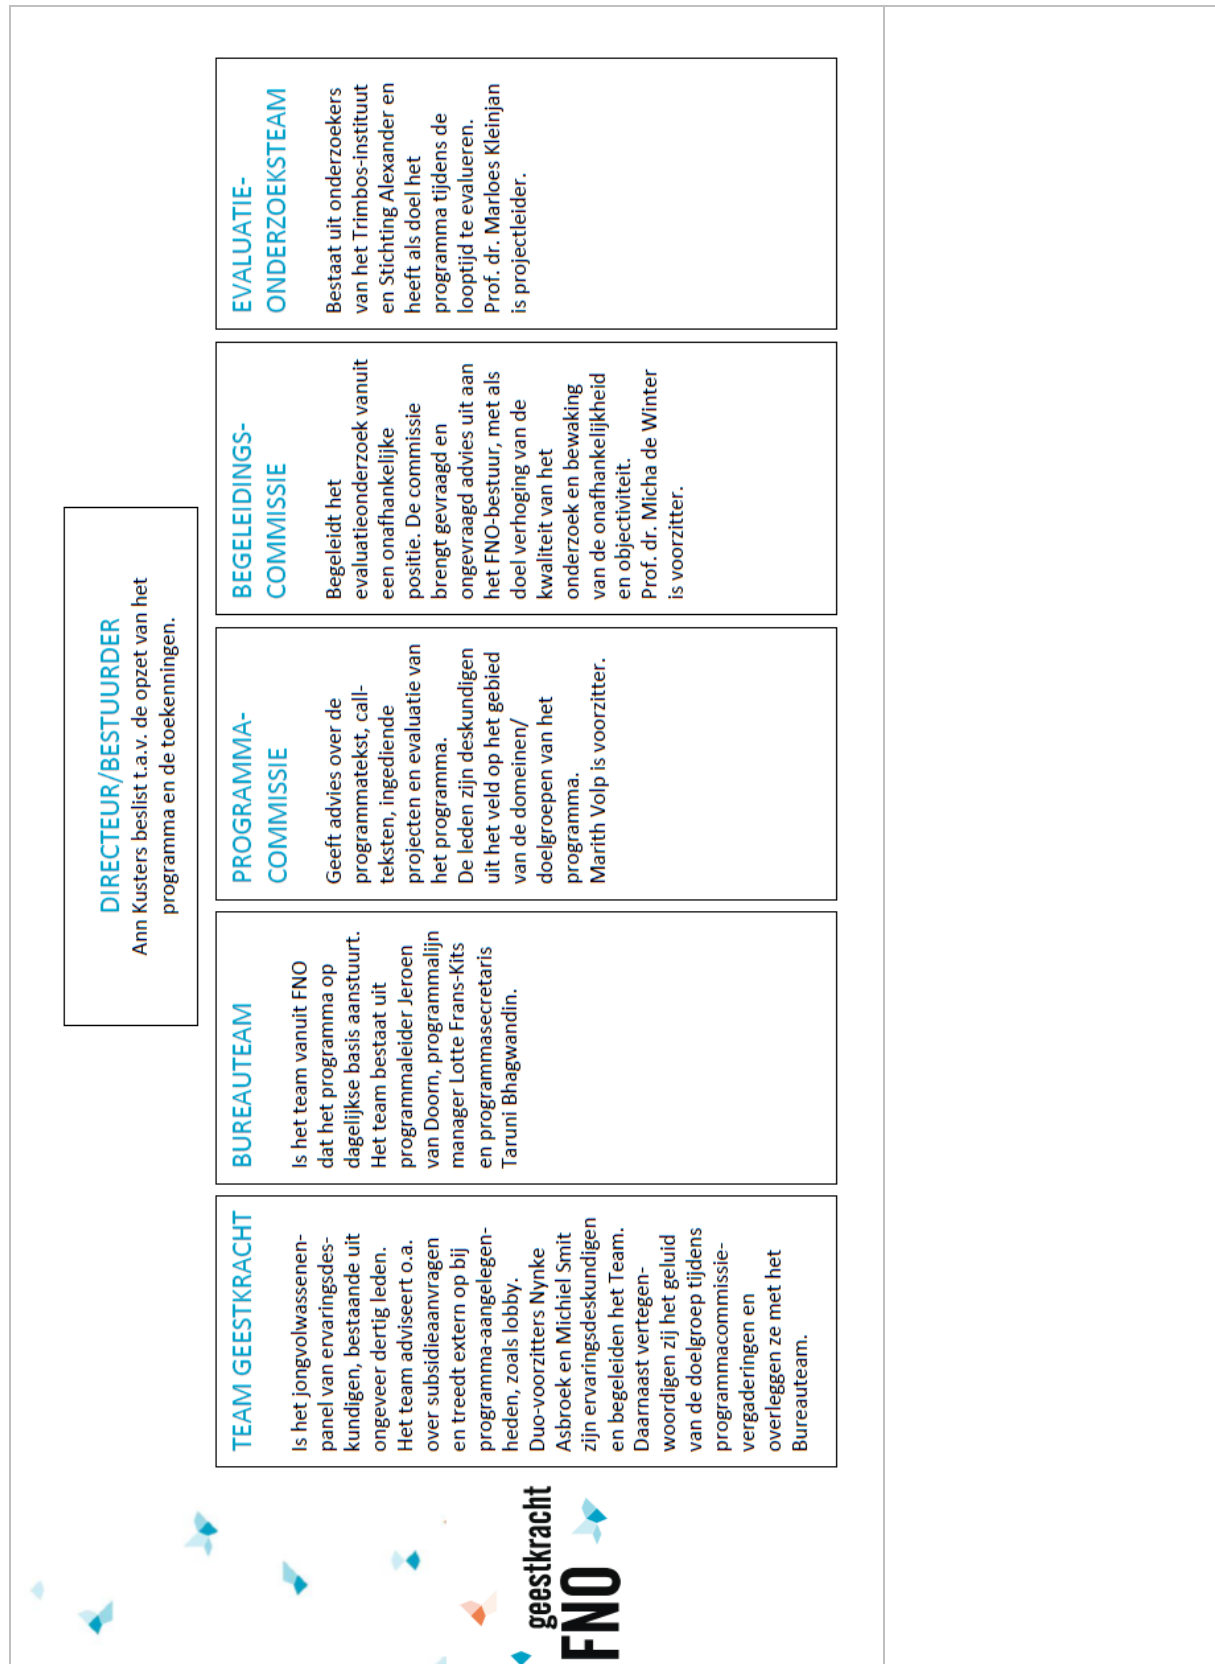 DIRECTEUR/BESTUURDER
Ann Kusters beslist t.a.v. de opzet van het
programma en de toekenningen.
TEAM GEESTKRACHT
Is het jongvolwassenen-
panel van ervaringsdes-
kundigen, bestaande uit
ongeveer dertig leden.
Het team adviseert o.a.
over subsidieaanvragen
en treedt extern op bij
programma-aangelegen-
heden, zoals lobby.
Duo-voorzitters Nynke
Asbroek en Michiel Smit
zijn ervaringsdeskundigen
en begeleiden het Team.
Daarnaast vertegen-
woordigen zij het geluid
van de doelgroep tijdens
programmacommissie-
vergaderingen en
overleggen ze met het
Bureauteam.
BUREAUTEAM
Is het team vanuit FNO
dat het programma op
dagelijkse basis aanstuurt.
Het team bestaat uit
programmaleider Jeroen
van Doorn, programmalijn
manager Lotte Frans-Kits
en programmasecretaris
Taruni Bhagwandin.
PROGRAMMA-
COMMISSIE
Geeft advies over de
programmatekst, call-
teksten, ingediende
projecten en evaluatie van
het programma.
De leden zijn deskundigen
uit het veld op het gebied
van de domeinen/
doelgroepen van het
programma.
Marith Volp is voorzitter.
BEGELEIDINGS-
COMMISSIE
Begeleidt het
evaluatieonderzoek vanuit
een onafhankelijke
positie. De commissie
brengt gevraagd en
ongevraagd advies uit aan
het FNO-bestuur, met als
doel verhoging van de
kwaliteit van het
onderzoek en bewaking
van de onafhankelijkheid
en objectiviteit.
Prof. dr. Micha de Winter
is voorzitter.
EVALUATIE-
ONDERZOEKSTEAM
Bestaat uit onderzoekers
van het Trimbos-instituut
en Stichting Alexander en
heeft als doel het
programma tijdens de
looptijd te evalueren.
Prof. dr. Marloes Kleinjan
is projectleider.
geestkracht
FNO